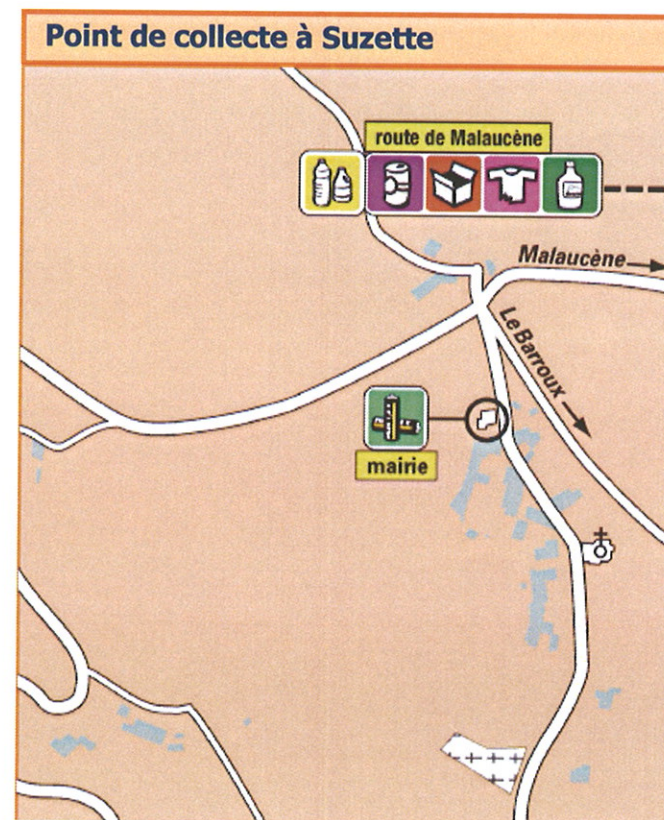 Point de collecte à Suzette
route de Malaucène
Malaucène
Le Barroux
mairie